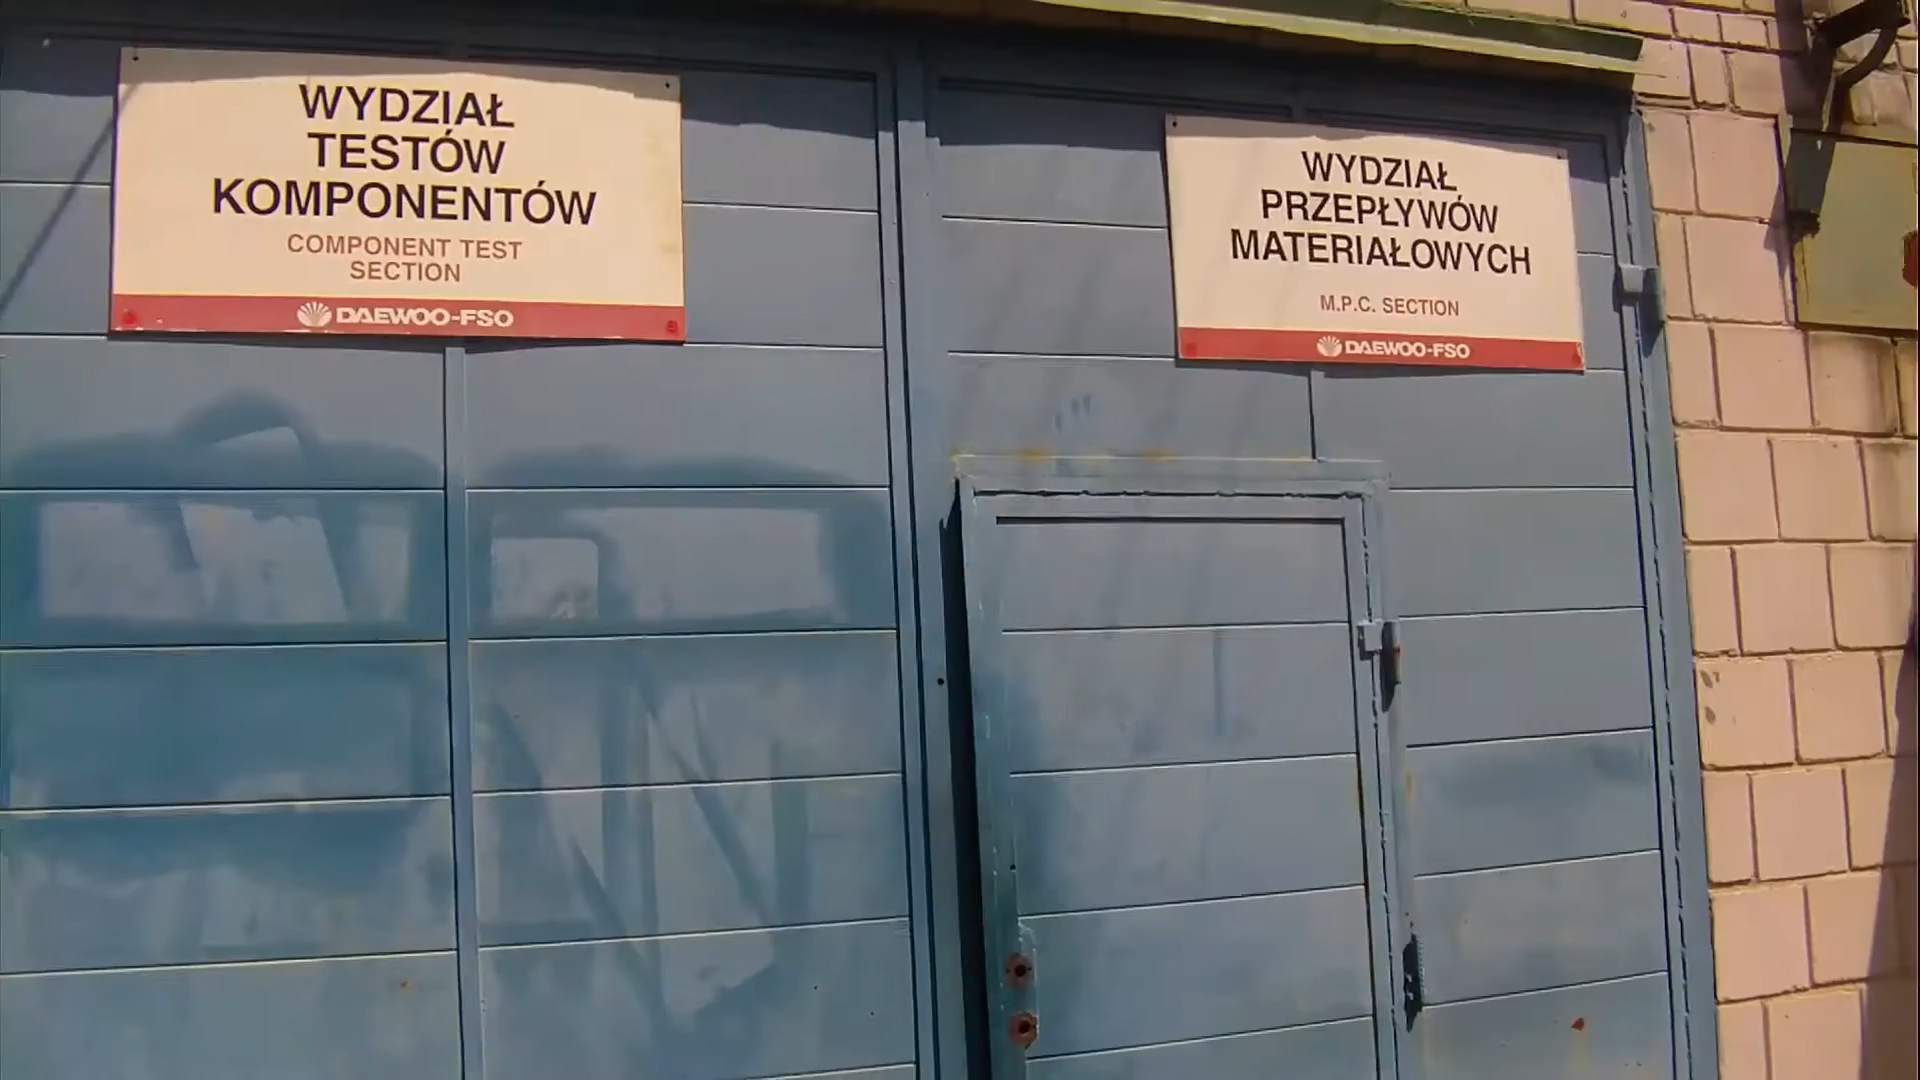 WYDZIAŁ
TESTÓW
KOMPONENTÓW
COMPONENT TEST
SECTION
DAEWOO-FSO
WYDZIAŁ
PRZEPŁYWÓW
MATERIAŁOWYCH
M.P.C. SECTION
DAEWOO-FSO